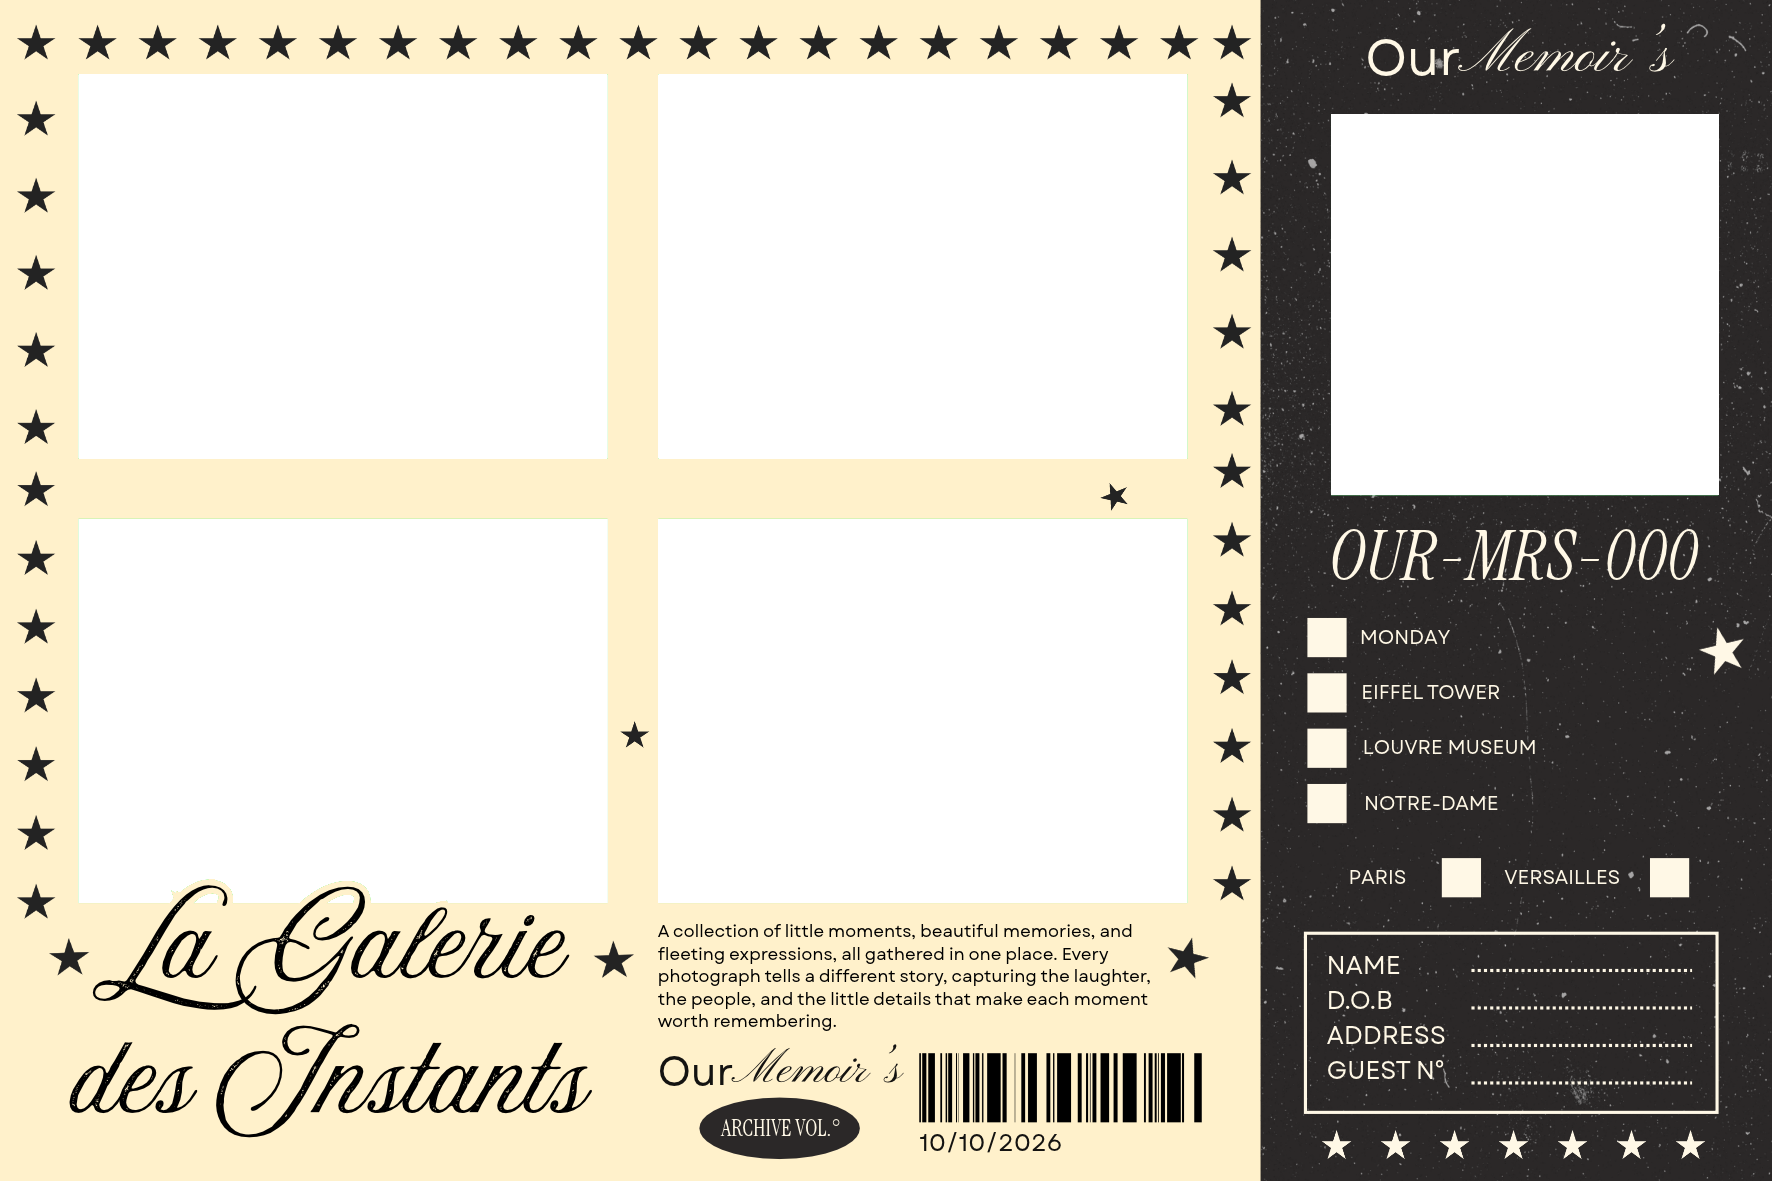 La Galerie
des Instants
A collection of little moments, beautiful memories, and
fleeting expressions, all gathered in one place. Every
photograph tells a different story, capturing the laughter,
the people, and the little details that make each moment
worth remembering.
Our Memoir's
ARCHIVE VOL.°
10/10/2026
Our Memoir's
OUR-MRS-000
MONDAY
EIFFEL TOWER
LOUVRE MUSEUM
NOTRE-DAME
PARIS VERSAILLES
NAME
D.O.B
ADDRESS
GUEST N°